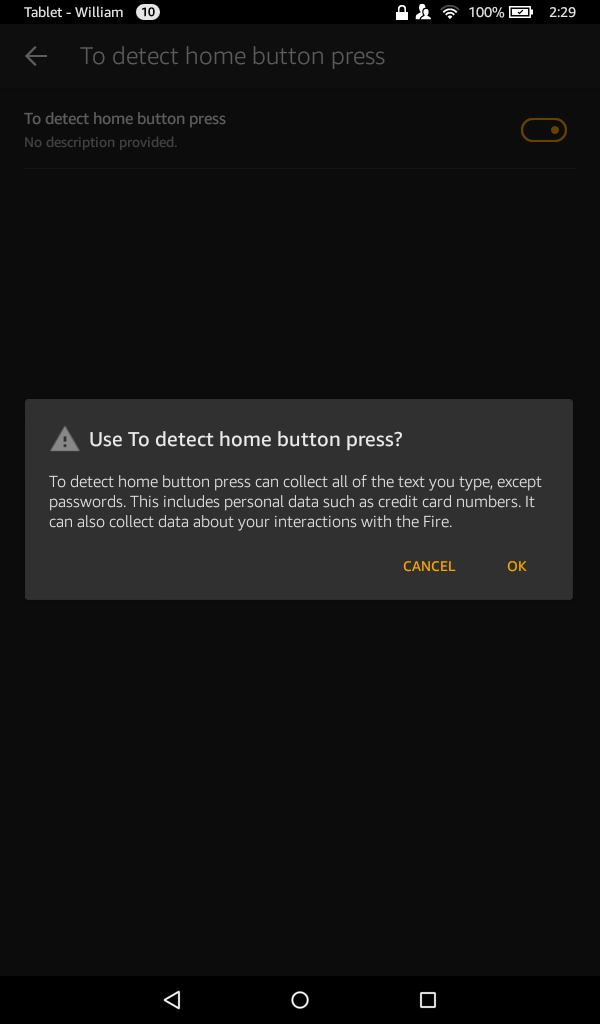 Tablet - William 10 100% 2:29
To detect home button press
To detect home button press
No description provided.
Use To detect home button press?
To detect home button press can collect all of the text you type, except
passwords. This includes personal data such as credit card numbers. It
can also collect data about your interactions with the Fire.
CANCEL OK